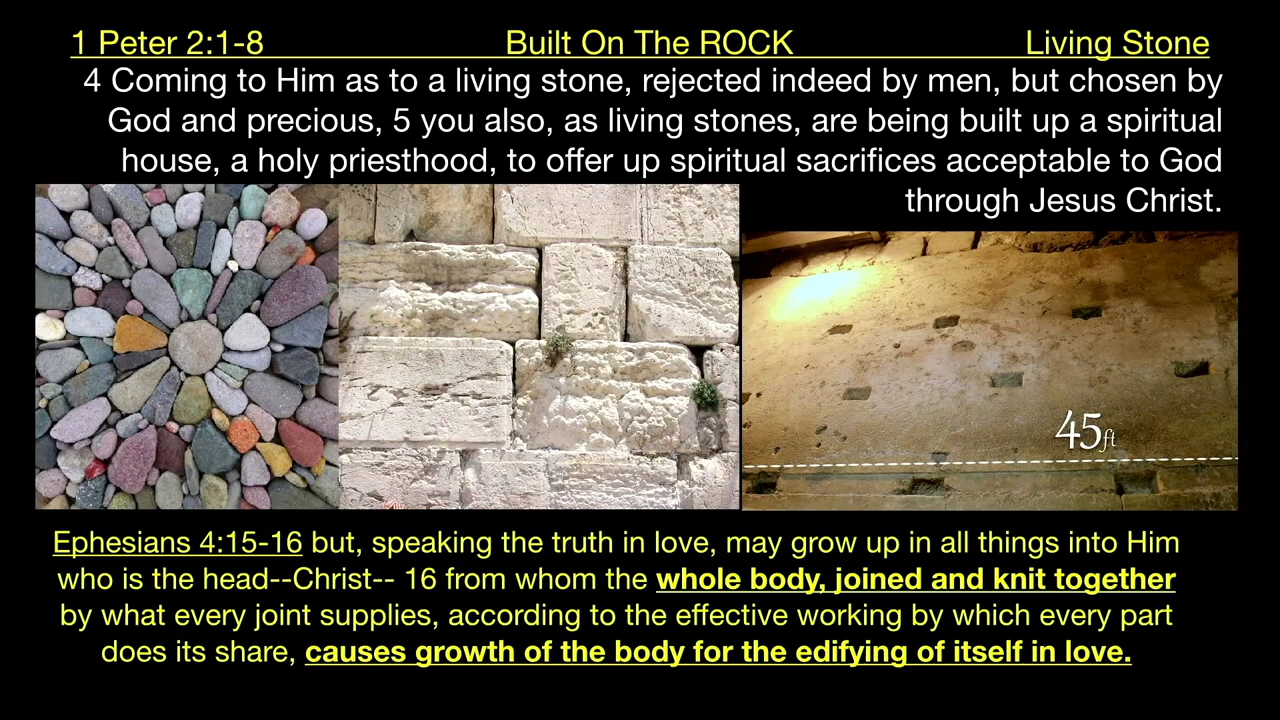 1 Peter 2:1-8 Built On The ROCK Living Stone
4 Coming to Him as to a living stone, rejected indeed by men, but chosen by
God and precious, 5 you also, as living stones, are being built up a spiritual
house, a holy priesthood, to offer up spiritual sacrifices acceptable to God
through Jesus Christ.
45ft
Ephesians 4:15-16 but, speaking the truth in love, may grow up in all things into Him
who is the head--Christ-- 16 from whom the whole body, joined and knit together
by what every joint supplies, according to the effective working by which every part
does its share, causes growth of the body for the edifying of itself in love.